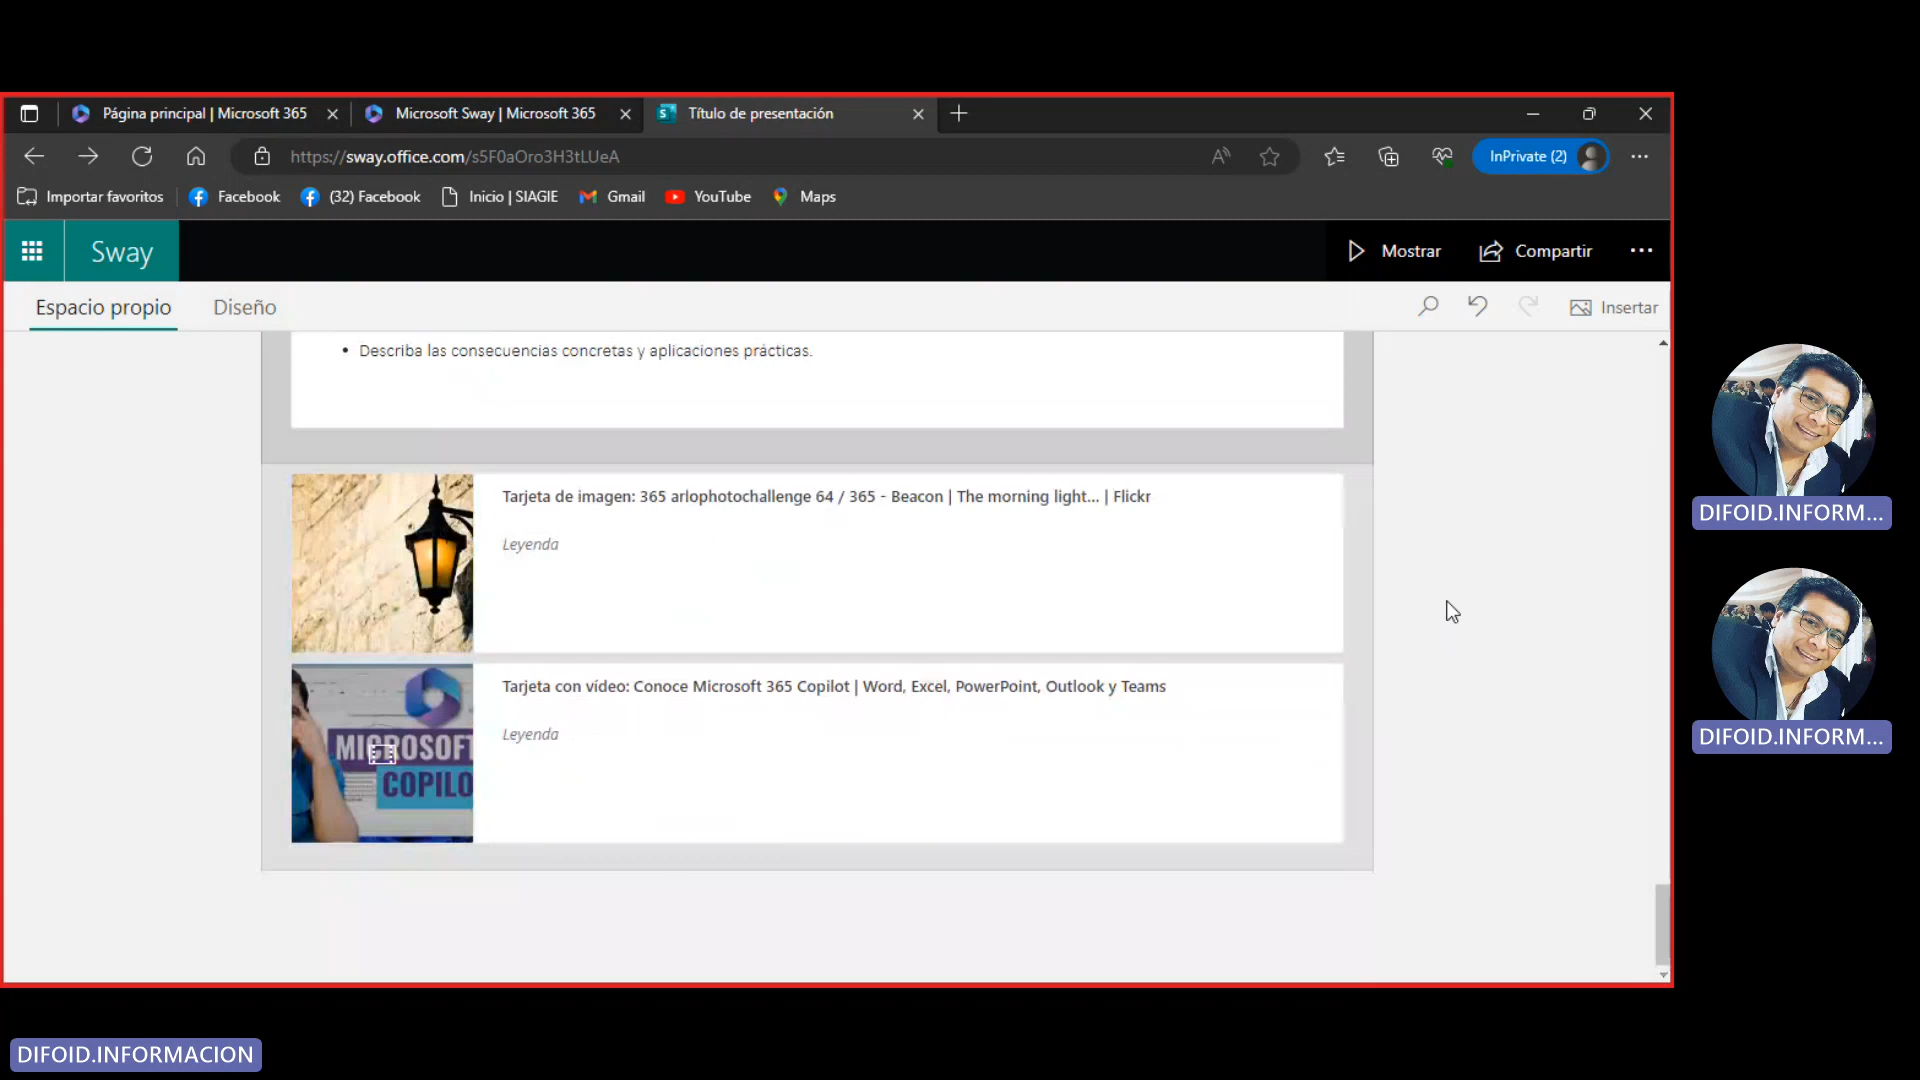 Página principal | Microsoft 365
Microsoft Sway | Microsoft 365
S
Título de presentación
https://sway.office.com/s5F0aOro3H3tLUeA
InPrivate (2)
Importar favoritos
Facebook
(32) Facebook
Inicio | SIAGIE
Gmail
YouTube
Maps
Sway
Mostrar
Compartir
Espacio propio
Diseño
Insertar
• Describa las consecuencias concretas y aplicaciones prácticas.
Tarjeta de imagen: 365 arlophotochallenge 64 / 365 - Beacon | The morning light... | Flickr
Leyenda
MICROSOFT
COPILO
Tarjeta con vídeo: Conoce Microsoft 365 Copilot | Word, Excel, PowerPoint, Outlook y Teams
Leyenda
DIFOID.INFORM...
DIFOID.INFORM...
DIFOID.INFORMACION